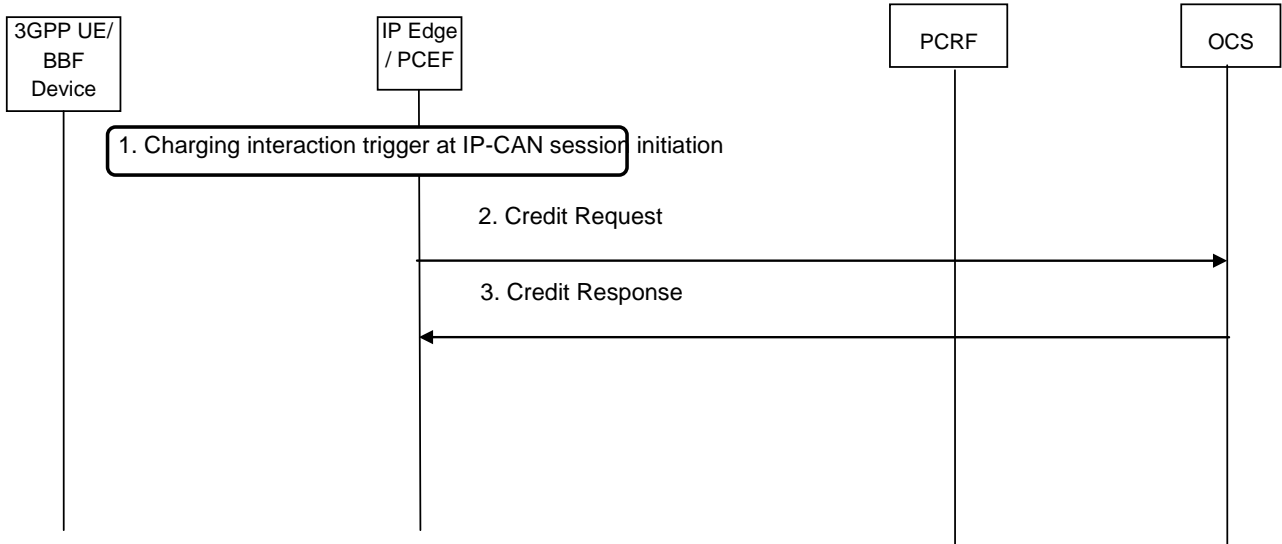 3GPP UE/
BBF
Device
IP Edge
/ PCEF
PCRF
OCS
1. Charging interaction trigger at IP-CAN session initiation
2. Credit Request
3. Credit Response